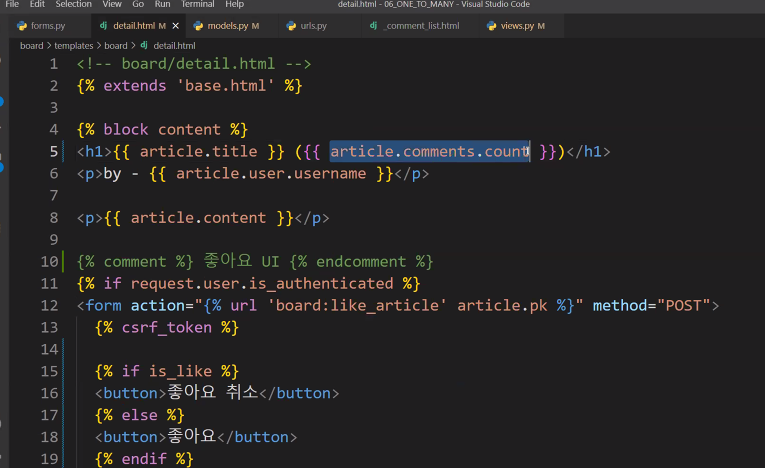 File Edit Selection View Go Run Terminal Help detail.html - 06_ONE_TO_MANY - Visual Studio Code
forms.py dj detail.html M × models.py M urls.py dj _comment_list.html views.py M
board > templates > board > dj detail.html
1 <!-- board/detail.html -->
2 {% extends 'base.html' %}
3
4 {% block content %}
5 <h1>{{ article.title }} ({{ article.comments.count }})</h1>
6 <p>by - {{ article.user.username }}</p>
7
8 <p>{{ article.content }}</p>
9
10 {% comment %} 좋아요 UI {% endcomment %}
11 {% if request.user.is_authenticated %}
12 <form action="{% url 'board:like_article' article.pk %}" method="POST">
13 {% csrf_token %}
14
15 {% if is_like %}
16 <button>좋아요 취소</button>
17 {% else %}
18 <button>좋아요</button>
19 {% endif %}